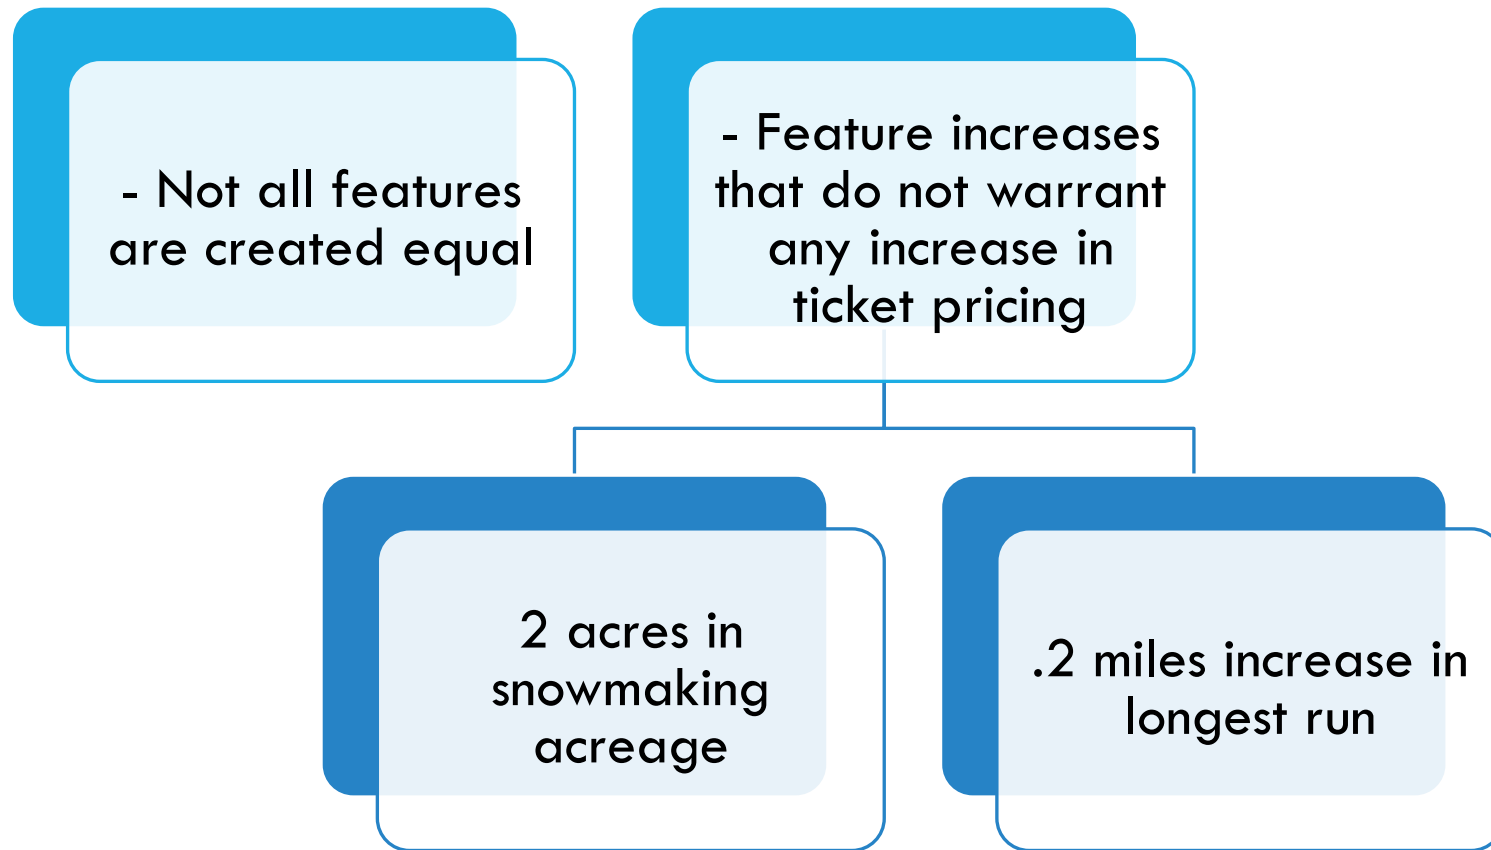 - Not all features
are created equal
- Feature increases
that do not warrant
any increase in
ticket pricing
2 acres in
snowmaking
acreage
.2 miles increase in
longest run